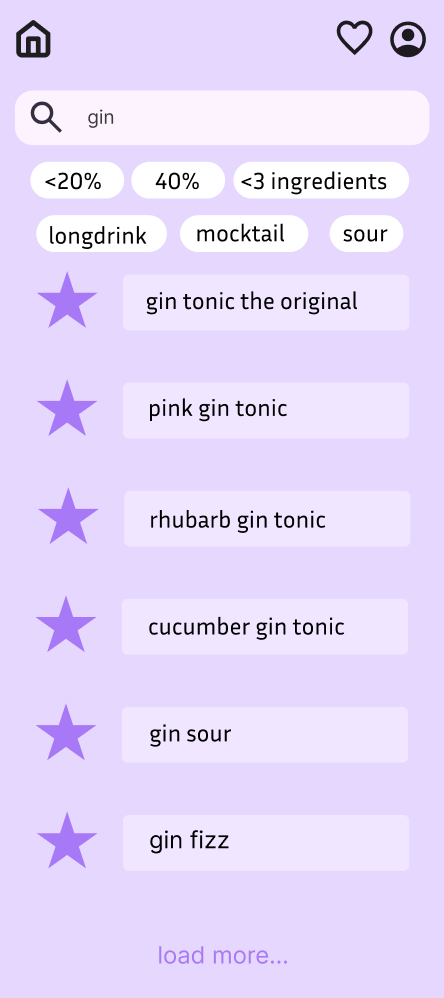 gin
<20% 40% <3 ingredients
longdrink mocktail sour
gin tonic the original
pink gin tonic
rhubarb gin tonic
cucumber gin tonic
gin sour
gin fizz
load more...